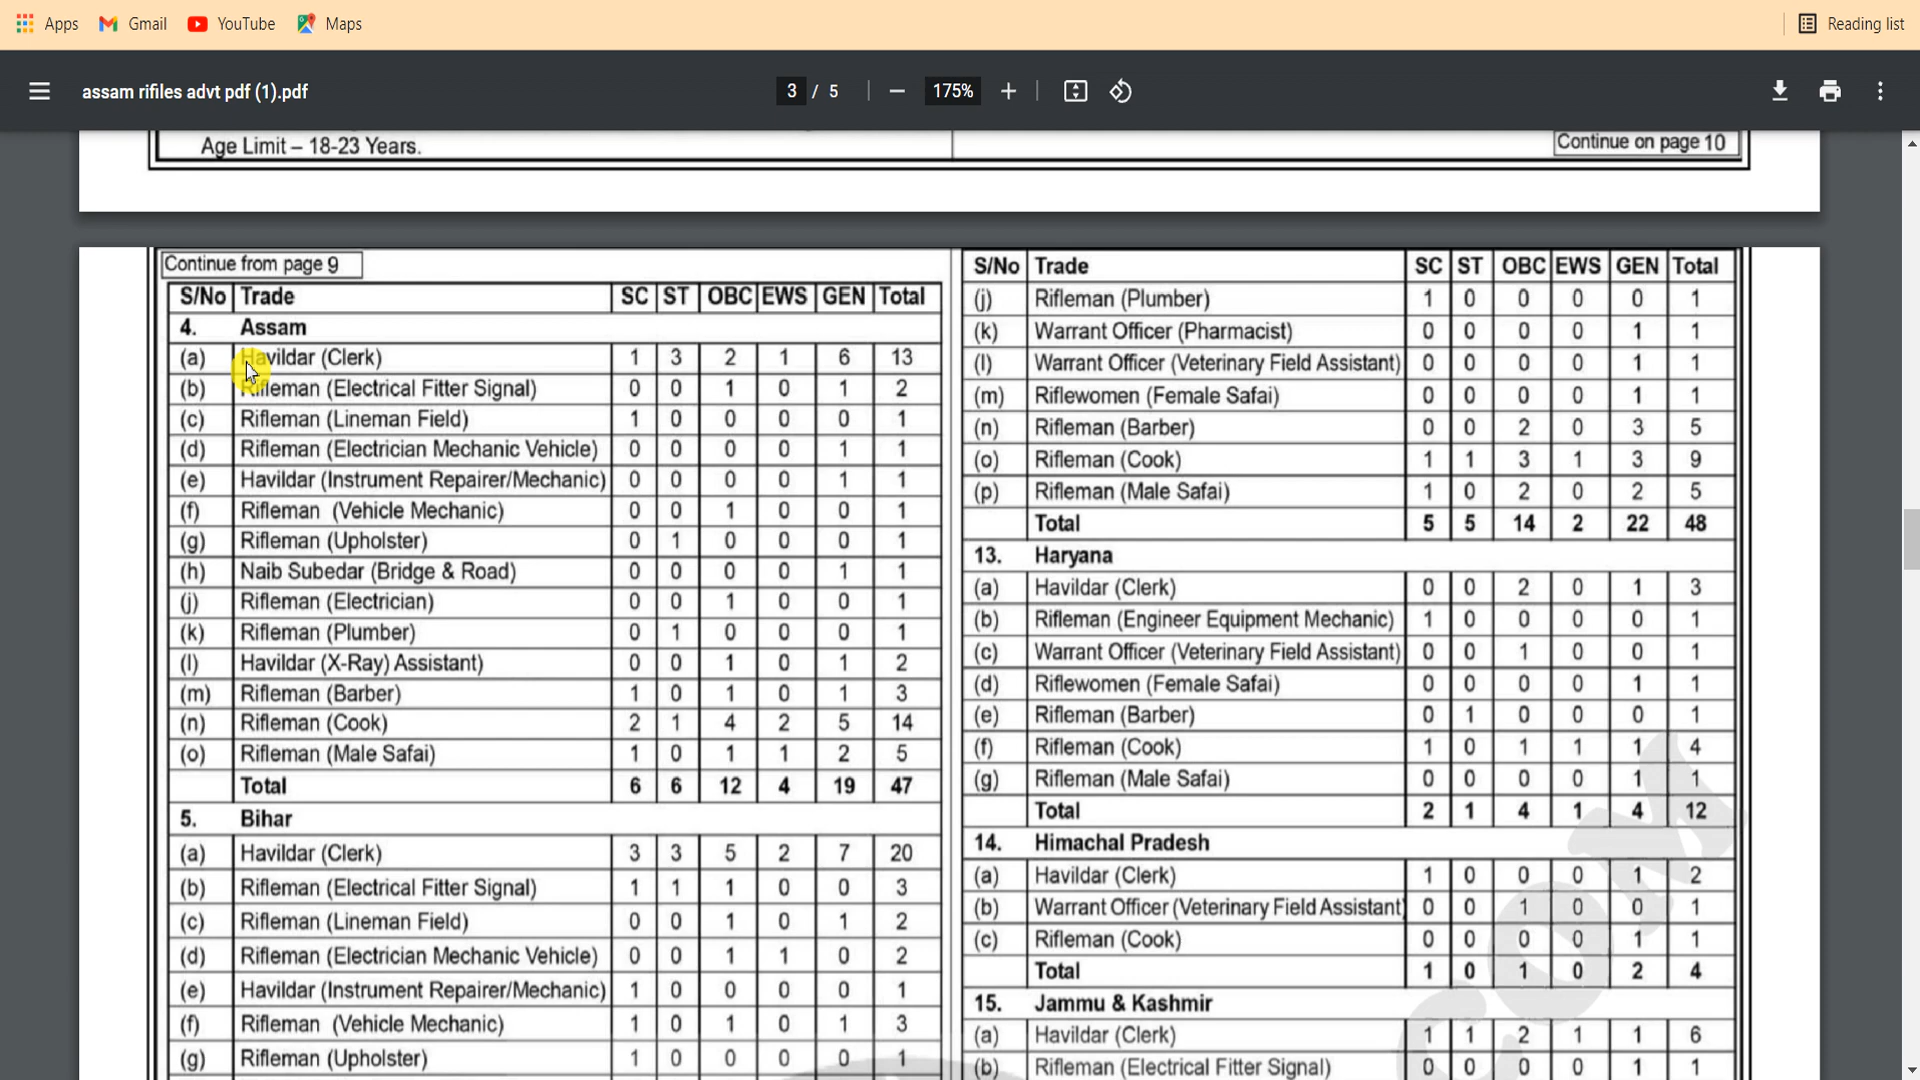 Apps Gmail YouTube Maps Reading list
assam rifiles advt pdf (1).pdf 3 / 5 175%
Age Limit – 18-23 Years.
Continue on page 10
Continue from page 9
S/No Trade SC ST OBC EWS GEN Total
4. Assam
(a) Havildar (Clerk) 1 3 2 1 6 13
(b) Rifleman (Electrical Fitter Signal) 0 0 1 0 1 2
(c) Rifleman (Lineman Field) 1 0 0 0 0 1
(d) Rifleman (Electrician Mechanic Vehicle) 0 0 0 0 1 1
(e) Havildar (Instrument Repairer/Mechanic) 0 0 0 0 1 1
(f) Rifleman (Vehicle Mechanic) 0 0 1 0 0 1
(g) Rifleman (Upholster) 0 1 0 0 0 1
(h) Naib Subedar (Bridge & Road) 0 0 0 0 1 1
(j) Rifleman (Electrician) 0 0 1 0 0 1
(k) Rifleman (Plumber) 0 1 0 0 0 1
(l) Havildar (X-Ray) Assistant) 0 0 1 0 1 2
(m) Rifleman (Barber) 1 0 1 0 1 3
(n) Rifleman (Cook) 2 1 4 2 5 14
(o) Rifleman (Male Safai) 1 0 1 1 2 5
Total 6 6 12 4 19 47
5. Bihar
(a) Havildar (Clerk) 3 3 5 2 7 20
(b) Rifleman (Electrical Fitter Signal) 1 1 1 0 0 3
(c) Rifleman (Lineman Field) 0 0 1 0 1 2
(d) Rifleman (Electrician Mechanic Vehicle) 0 0 1 1 0 2
(e) Havildar (Instrument Repairer/Mechanic) 1 0 0 0 0 1
(f) Rifleman (Vehicle Mechanic) 1 0 1 0 1 3
(g) Rifleman (Upholster) 1 0 0 0 0 1
S/No Trade SC ST OBC EWS GEN Total
(j) Rifleman (Plumber) 1 0 0 0 0 1
(k) Warrant Officer (Pharmacist) 0 0 0 0 1 1
(l) Warrant Officer (Veterinary Field Assistant) 0 0 0 0 1 1
(m) Riflewomen (Female Safai) 0 0 0 0 1 1
(n) Rifleman (Barber) 0 0 2 0 3 5
(o) Rifleman (Cook) 1 1 3 1 3 9
(p) Rifleman (Male Safai) 1 0 2 0 2 5
Total 5 5 14 2 22 48
13. Haryana
(a) Havildar (Clerk) 0 0 2 0 1 3
(b) Rifleman (Engineer Equipment Mechanic) 1 0 0 0 0 1
(c) Warrant Officer (Veterinary Field Assistant) 0 0 1 0 0 1
(d) Riflewomen (Female Safai) 0 0 0 0 1 1
(e) Rifleman (Barber) 0 1 0 0 0 1
(f) Rifleman (Cook) 1 0 1 1 1 4
(g) Rifleman (Male Safai) 0 0 0 0 1 1
Total 2 1 4 1 4 12
14. Himachal Pradesh
(a) Havildar (Clerk) 1 0 0 0 1 2
(b) Warrant Officer (Veterinary Field Assistant) 0 0 1 0 0 1
(c) Rifleman (Cook) 0 0 0 0 1 1
Total 1 0 1 0 2 4
15. Jammu & Kashmir
(a) Havildar (Clerk) 1 1 2 1 1 6
(b) Rifleman (Electrical Fitter Signal) 0 0 0 0 1 1
COM